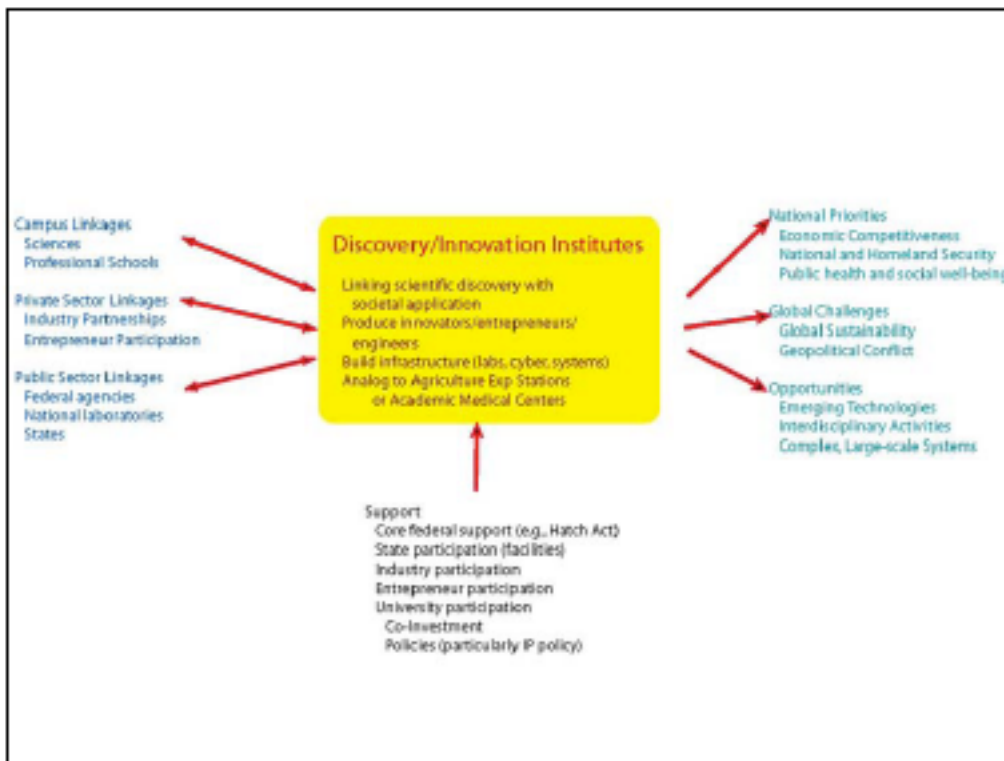 Campus Linkages
Sciences
Professional Schools
Private Sector Linkages
Industry Partnerships
Entrepreneur Participation
Public Sector Linkages
Federal agencies
National laboratories
States
Discovery/Innovation Institutes
Linking scientific discovery with
societal application
Produce innovators/entrepreneurs/
engineers
Build infrastructure (labs, cyber, systems)
Analog to Agriculture Exp Stations
or Academic Medical Centers
National Priorities
Economic Competitiveness
National and Homeland Security
Public health and social well-being
Global Challenges
Global Sustainability
Geopolitical Conflict
Opportunities
Emerging Technologies
Interdisciplinary Activities
Complex, Large-scale Systems
Support
Core federal support (e.g., Hatch Act)
State participation (facilities)
Industry participation
Entrepreneur participation
University participation
Co-Investment
Policies (particularly IP policy)